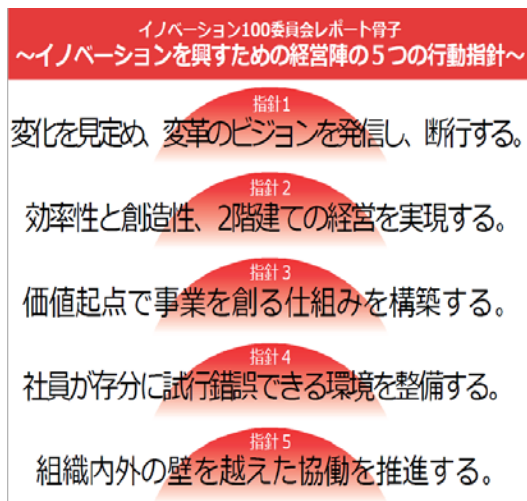 イノベーション100委員会レポート骨子
～イノベーションを興すための経営陣の５つの行動指針～
指針1
変化を見定め、変革のビジョンを発信し、断行する。
指針2
効率性と創造性、2階建ての経営を実現する。
指針3
価値起点で事業を創る仕組みを構築する。
指針4
社員が存分に試行錯誤できる環境を整備する。
指針5
組織内外の壁を越えた協働を推進する。